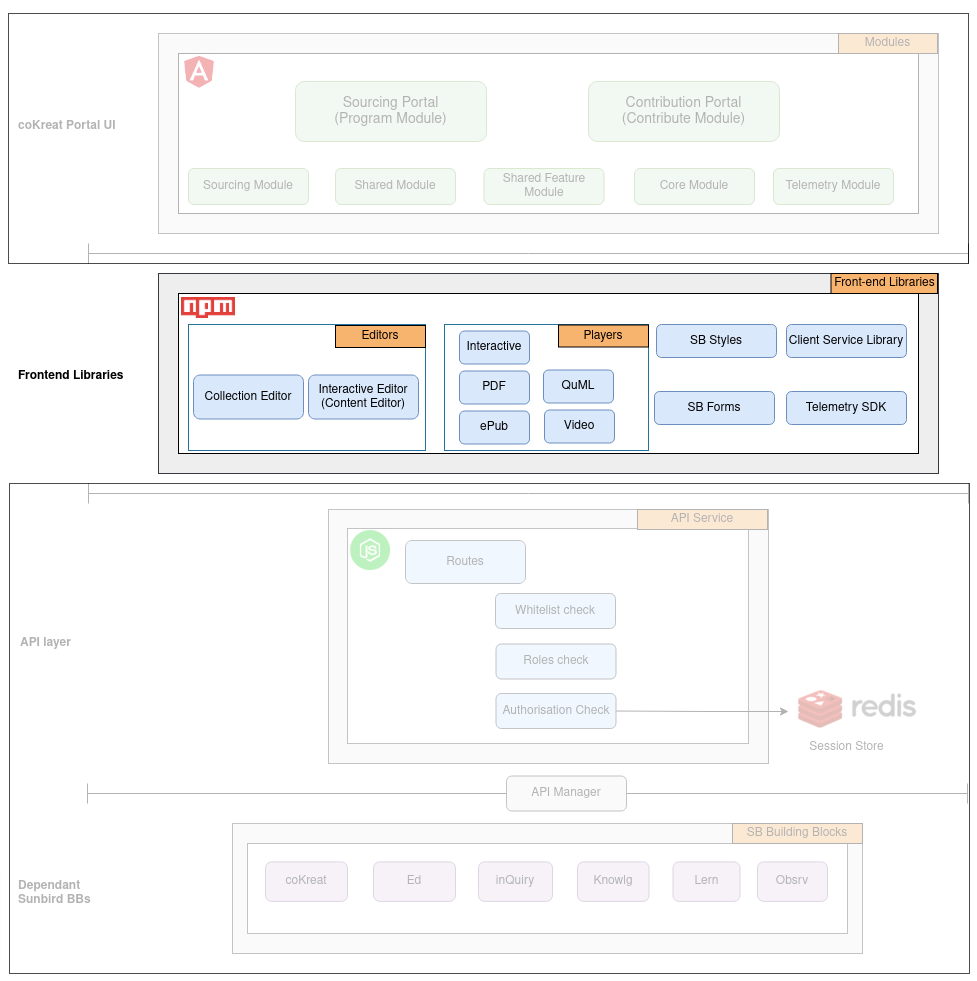 Modules
coKreat Portal UI
Sourcing Portal
(Program Module)
Contribution Portal
(Contribute Module)
Sourcing Module
Shared Module
Shared Feature
Module
Core Module
Telemetry Module
Front-end Libraries
npm
Frontend Libraries
Editors
Collection Editor
Interactive Editor
(Content Editor)
Players
Interactive
PDF
QuML
ePub
Video
SB Styles
Client Service Library
SB Forms
Telemetry SDK
API Service
JS
API layer
Routes
Whitelist check
Roles check
Authorisation Check
redis
Session Store
API Manager
SB Building Blocks
Dependant
Sunbird BBs
coKreat
Ed
inQuiry
Knowlg
Lern
Obsrv